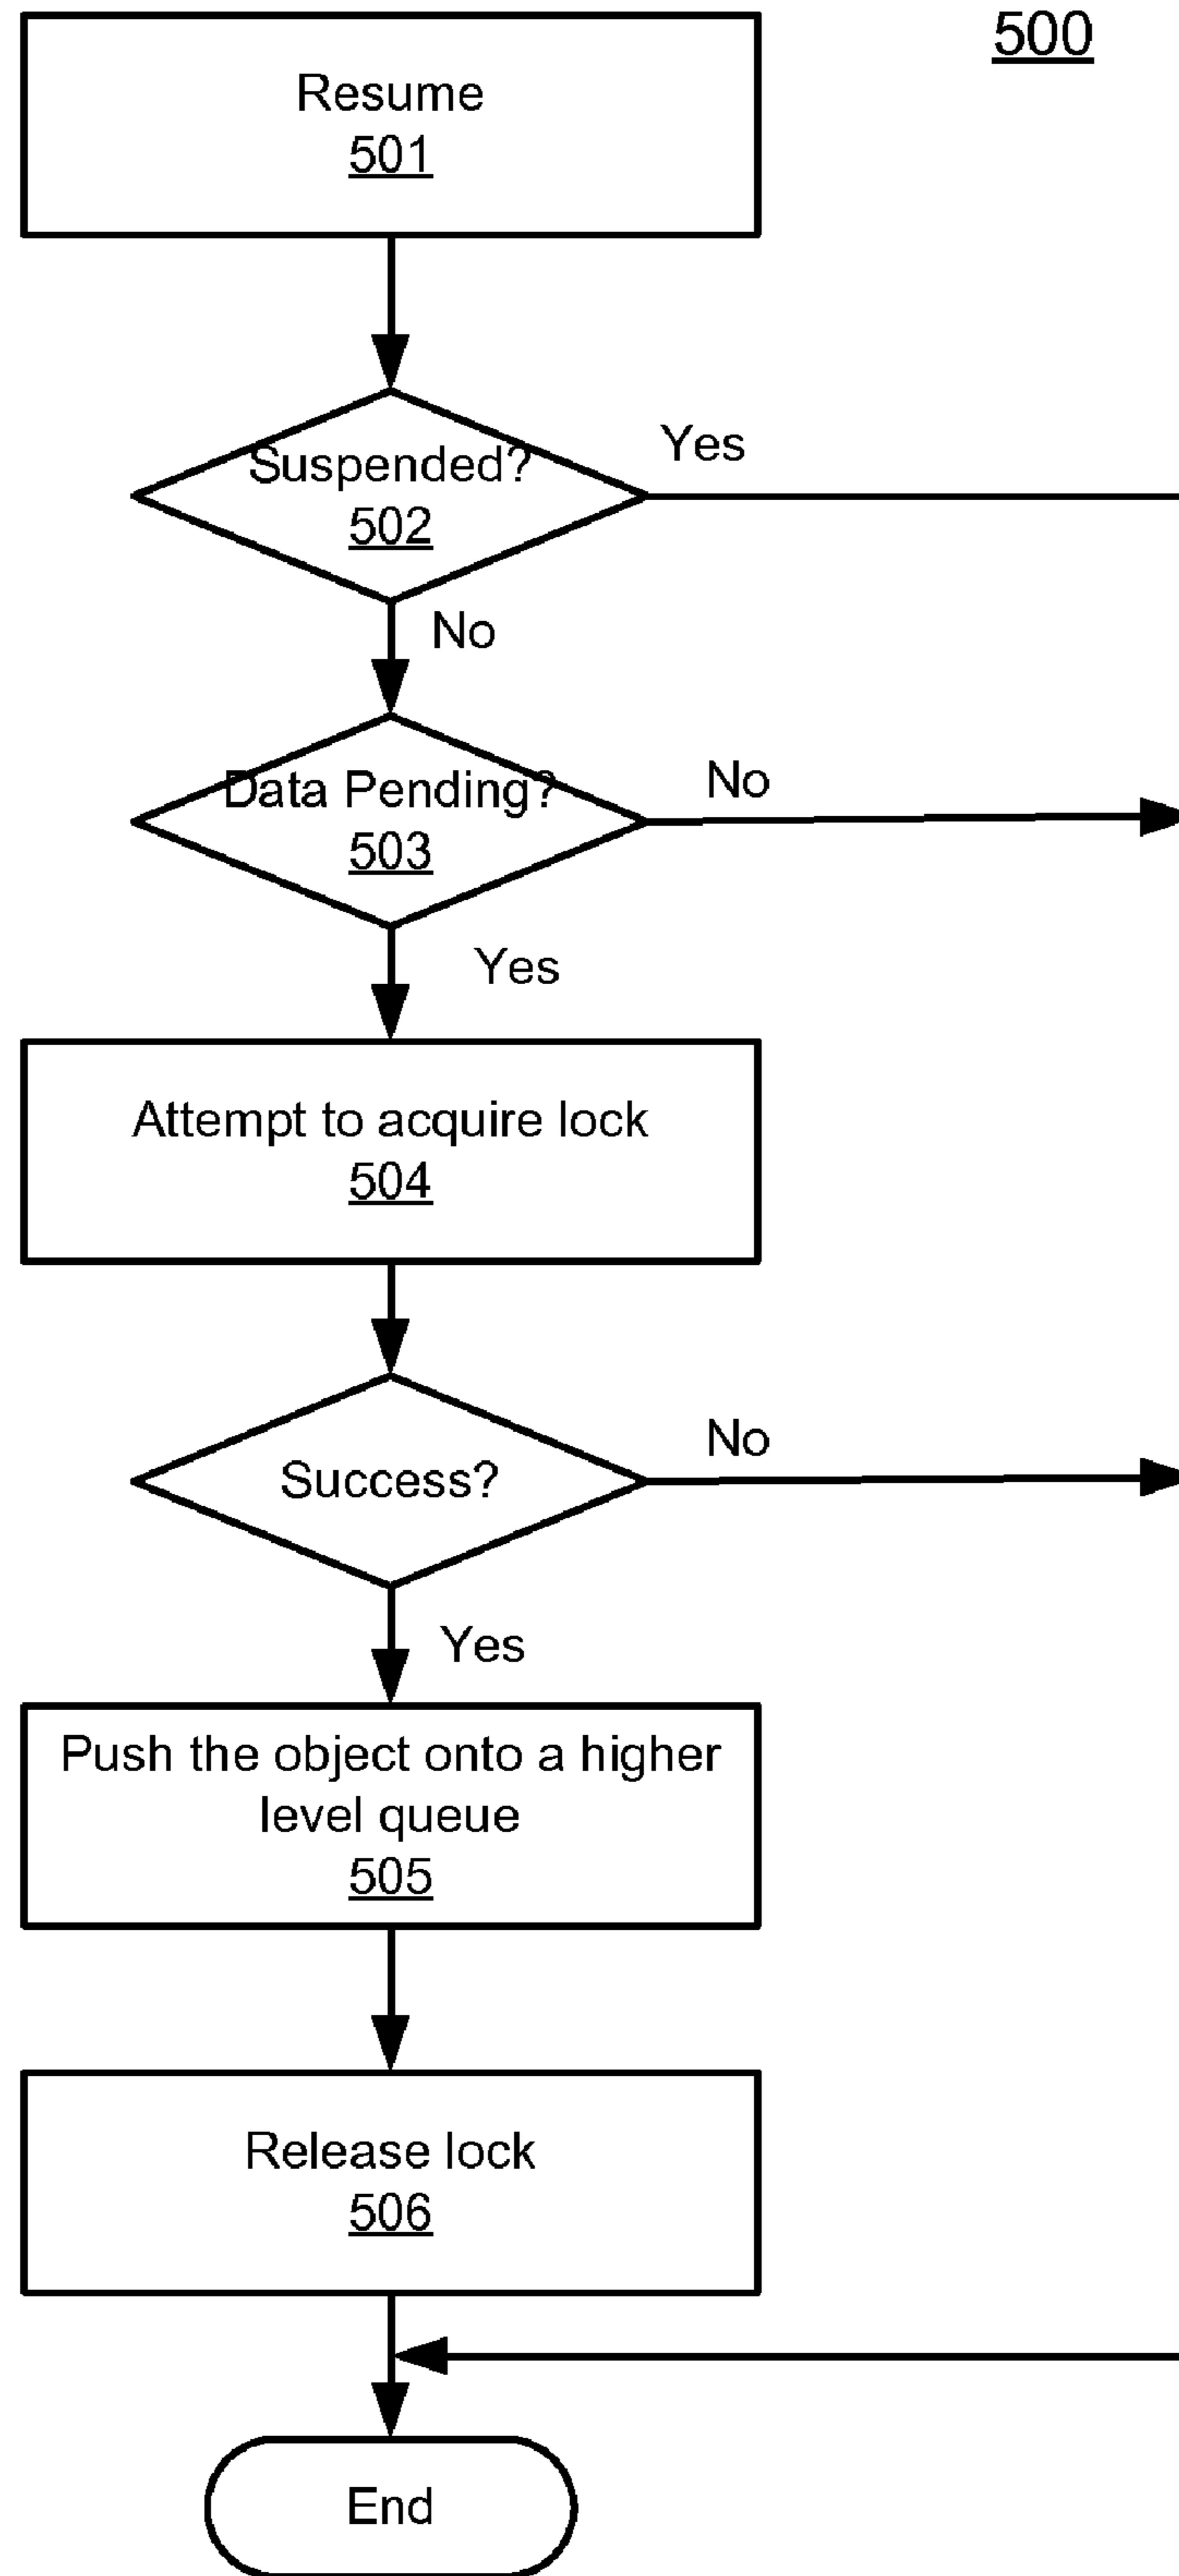 500
Resume
501
Suspended?
502
Yes
No
Data Pending?
503
No
Yes
Attempt to acquire lock
504
Success?
No
Yes
Push the object onto a higher
level queue
505
Release lock
506
End